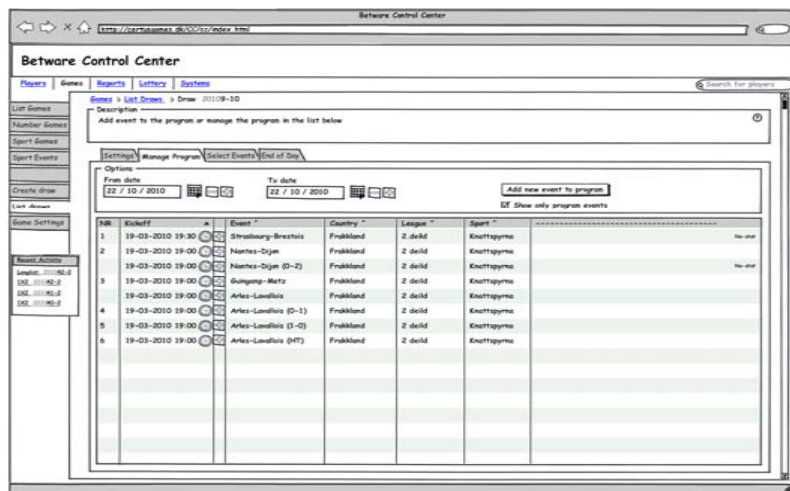 Betware Control Center
http://certusgames.dk/CC/cc/index.html
Betware Control Center
Players Games Reports Lottery Systems Search for players
Games > List Draws > Draw 20109-10
List Games
Number Games
Sport Games
Sport Events
Create draw
List draws
Game Settings
Recent Activity
1X2
1X2
Description
Add event to the program or manage the program in the list below
Settings Manage Program Select Events End of Day
Options
From date To date
22 / 10 / 2010 22 / 10 / 2010 Add new event to program
Show only program events
NR Kickoff Event Country League Sport
1 19-03-2010 19:30 Strasbourg-Brestois Frakkland 2.deild Knattspyrna
2 19-03-2010 19:00 Nantes-Dijon Frakkland 2 deild Knattspyrna
19-03-2010 19:00 Nantes-Dijon (0-2) Frakkland 2 deild Knattspyrna
3 19-03-2010 19:00 Guingamp-Metz Frakkland 2 deild Knattspyrna
19-03-2010 19:00 Arles-Lavallois Frakkland 2 deild Knattspyrna
4 19-03-2010 19:00 Arles-Lavallois (0-1) Frakkland 2 deild Knattspyrna
5 19-03-2010 19:00 Arles-Lavallois (1-0) Frakkland 2 deild Knattspyrna
6 19-03-2010 19:00 Arles-Lavallois (HT) Frakkland 2 deild Knattspyrna